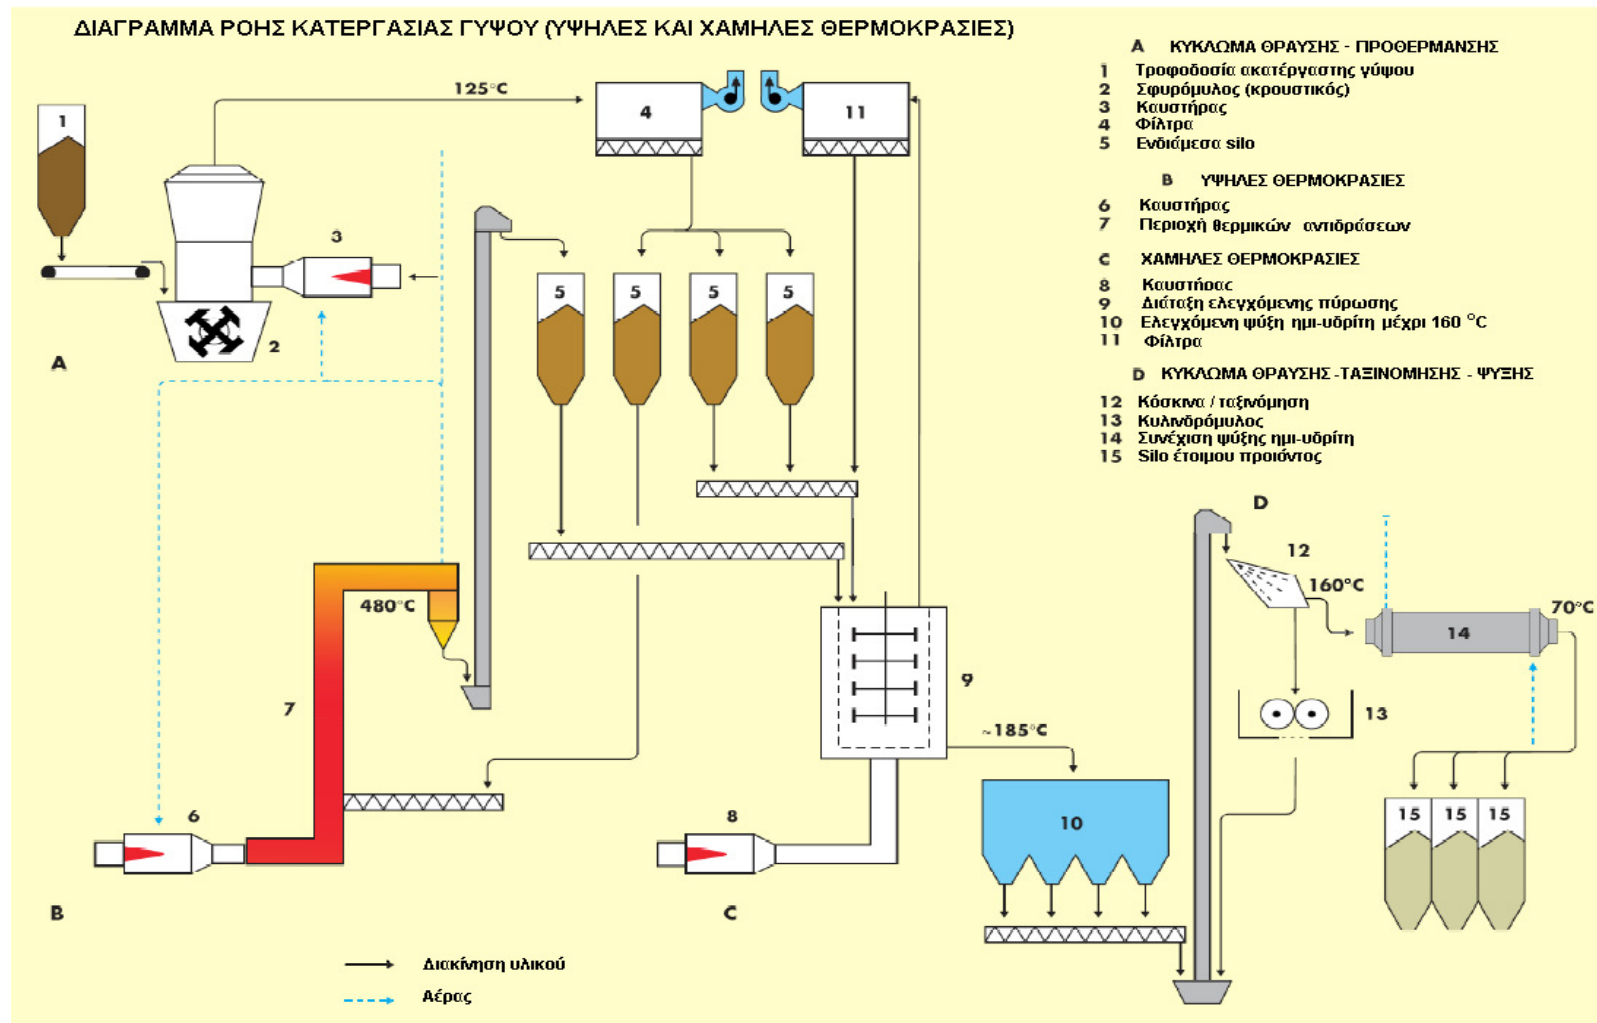 ΔΙΑΓΡΑΜΜΑ ΡΟΗΣ ΚΑΤΕΡΓΑΣΙΑΣ ΓΥΨΟΥ (ΥΨΗΛΕΣ ΚΑΙ ΧΑΜΗΛΕΣ ΘΕΡΜΟΚΡΑΣΙΕΣ)
A ΚΥΚΛΩΜΑ ΘΡΑΥΣΗΣ - ΠΡΟΘΕΡΜΑΝΣΗΣ
1 Τροφοδοσία ακατέργαστης γύψου
2 Σφυρόμυλος (κρουστικός)
3 Καυστήρας
4 Φίλτρα
5 Ενδιάμεσα silo
B ΥΨΗΛΕΣ ΘΕΡΜΟΚΡΑΣΙΕΣ
6 Καυστήρας
7 Περιοχή θερμικών αντιδράσεων
C ΧΑΜΗΛΕΣ ΘΕΡΜΟΚΡΑΣΙΕΣ
8 Καυστήρας
9 Διάταξη ελεγχόμενης πύρωσης
10 Ελεγχόμενη ψύξη ημι-υδρίτη μέχρι 160 °C
11 Φίλτρα
D ΚΥΚΛΩΜΑ ΘΡΑΥΣΗΣ -ΤΑΞΙΝΟΜΗΣΗΣ - ΨΥΞΗΣ
12 Κόσκινα / ταξινόμηση
13 Κυλινδρόμυλος
14 Συνέχιση ψύξης ημι-υδρίτη
15 Silo έτοιμου προιόντος
125°C
1
4
11
3
2
A
5 5 5 5
480°C
7
6
B
9
~185°C
8
C
10
D
12
160°C
70°C
14
13
15 15 15
Διακίνηση υλικού
Αέρας